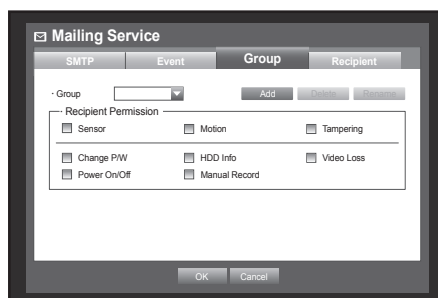 Mailing Service
SMTP Event Group Recipient
· Group Add Delete Rename
· Recipient Permission
Sensor Motion Tampering
Change P/W HDD Info Video Loss
Power On/Off Manual Record
OK Cancel